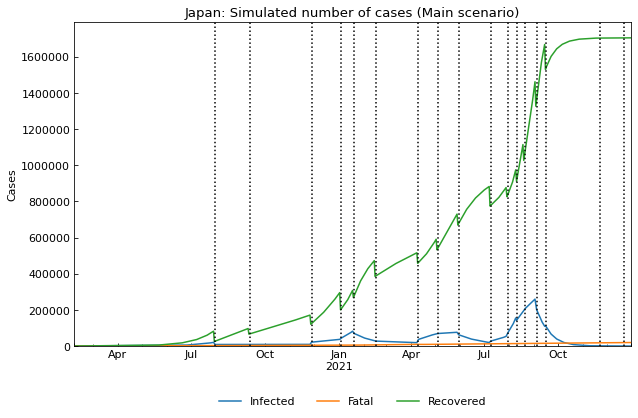 Japan: Simulated number of cases (Main scenario)
Cases
1600000
1400000
1200000
1000000
800000
600000
400000
200000
0
Apr Jul Oct Jan Apr Jul Oct
2021
Infected Fatal Recovered